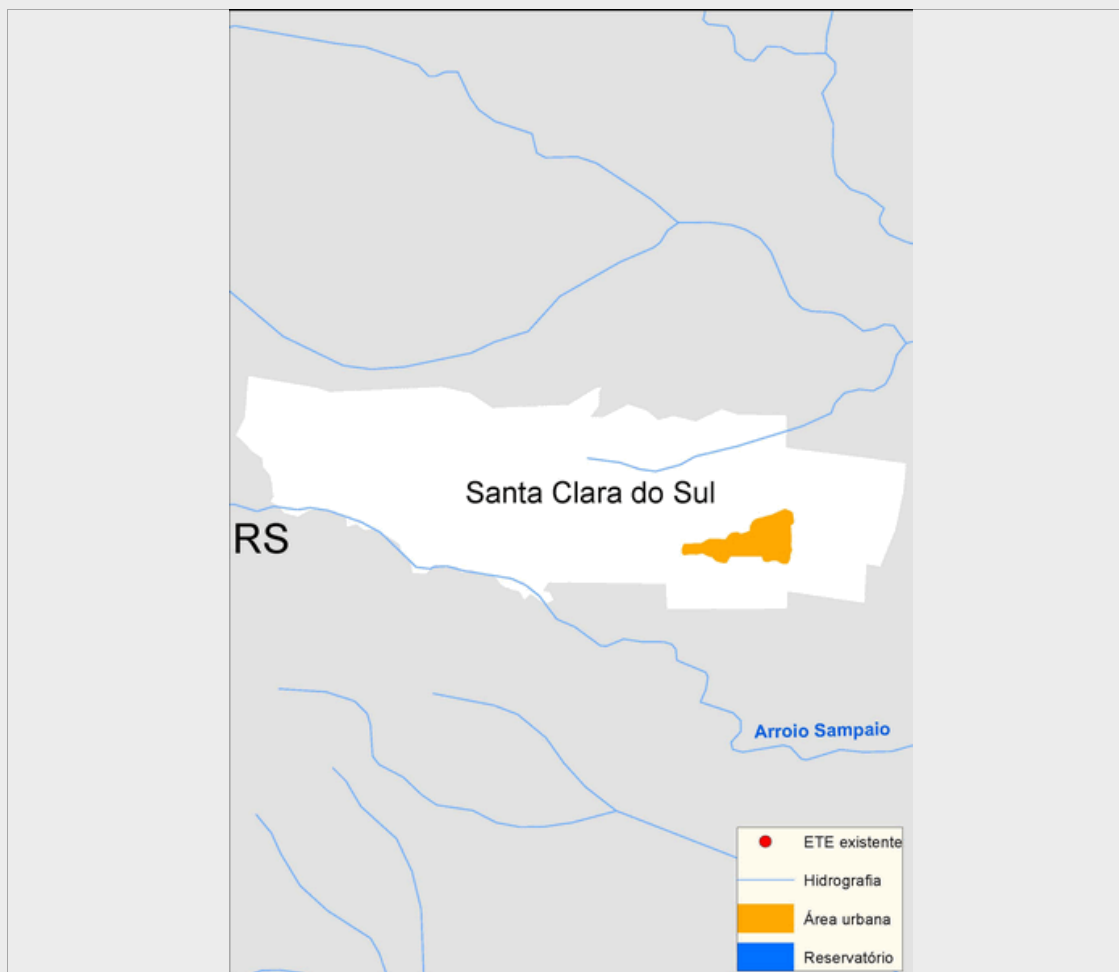 Santa Clara do Sul
RS
Arroio Sampaio
ETE existente
Hidrografia
Área urbana
Reservatório